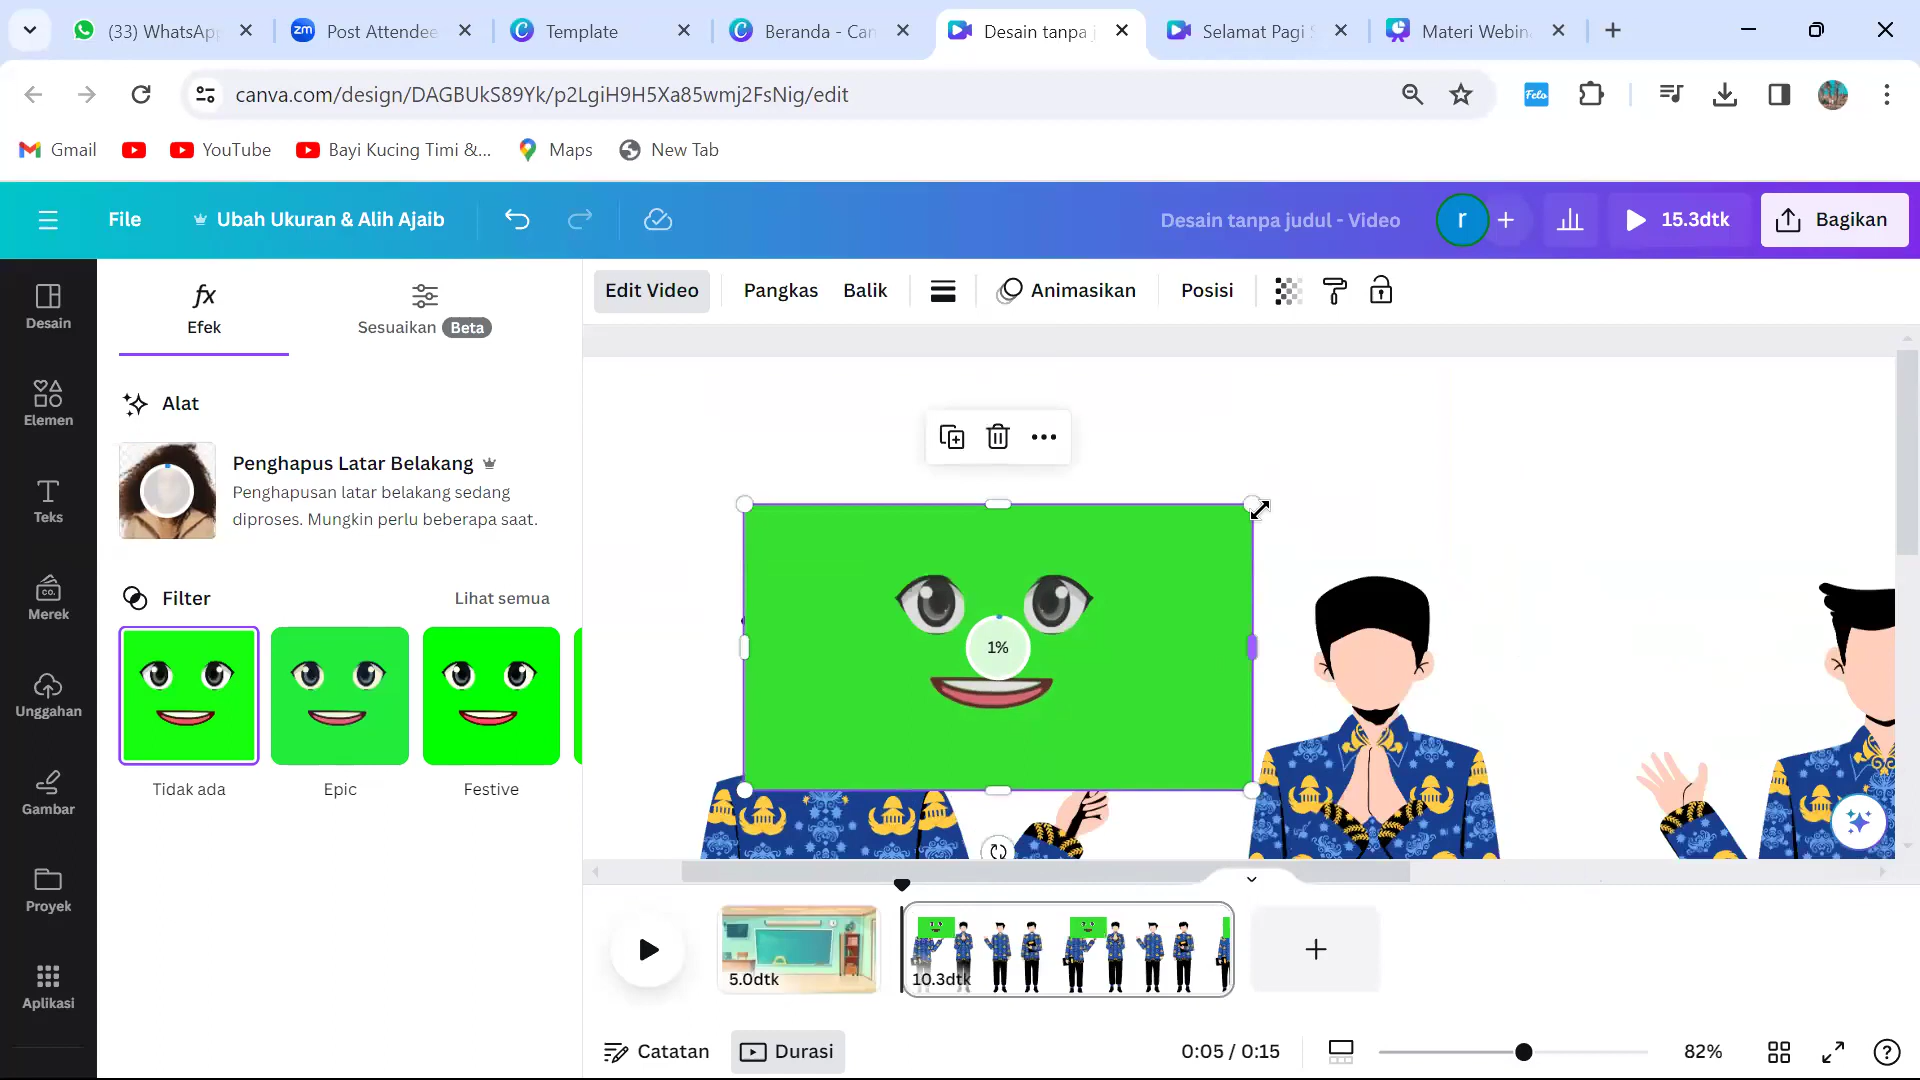 (33) WhatsApp
Post Attendee
Template
Beranda - Can
Desain tanpa j
Selamat Pagi S
Materi Webin
canva.com/design/DAGBUkS89Yk/p2LgiH9H5Xa85wmj2FsNig/edit
Gmail
YouTube
Bayi Kucing Timi &...
Maps
New Tab
File
Ubah Ukuran & Alih Ajaib
Desain tanpa judul - Video
r
15.3dtk
Bagikan
Desain
Elemen
Teks
Merek
Unggahan
Gambar
Proyek
Aplikasi
Efek
Sesuaikan Beta
Alat
Penghapus Latar Belakang
Penghapusan latar belakang sedang
diproses. Mungkin perlu beberapa saat.
Filter
Lihat semua
Tidak ada
Epic
Festive
Edit Video
Pangkas
Balik
Animasikan
Posisi
1%
5.0dtk
10.3dtk
Catatan
Durasi
0:05 / 0:15
82%
zm
Felo
fx
CO.